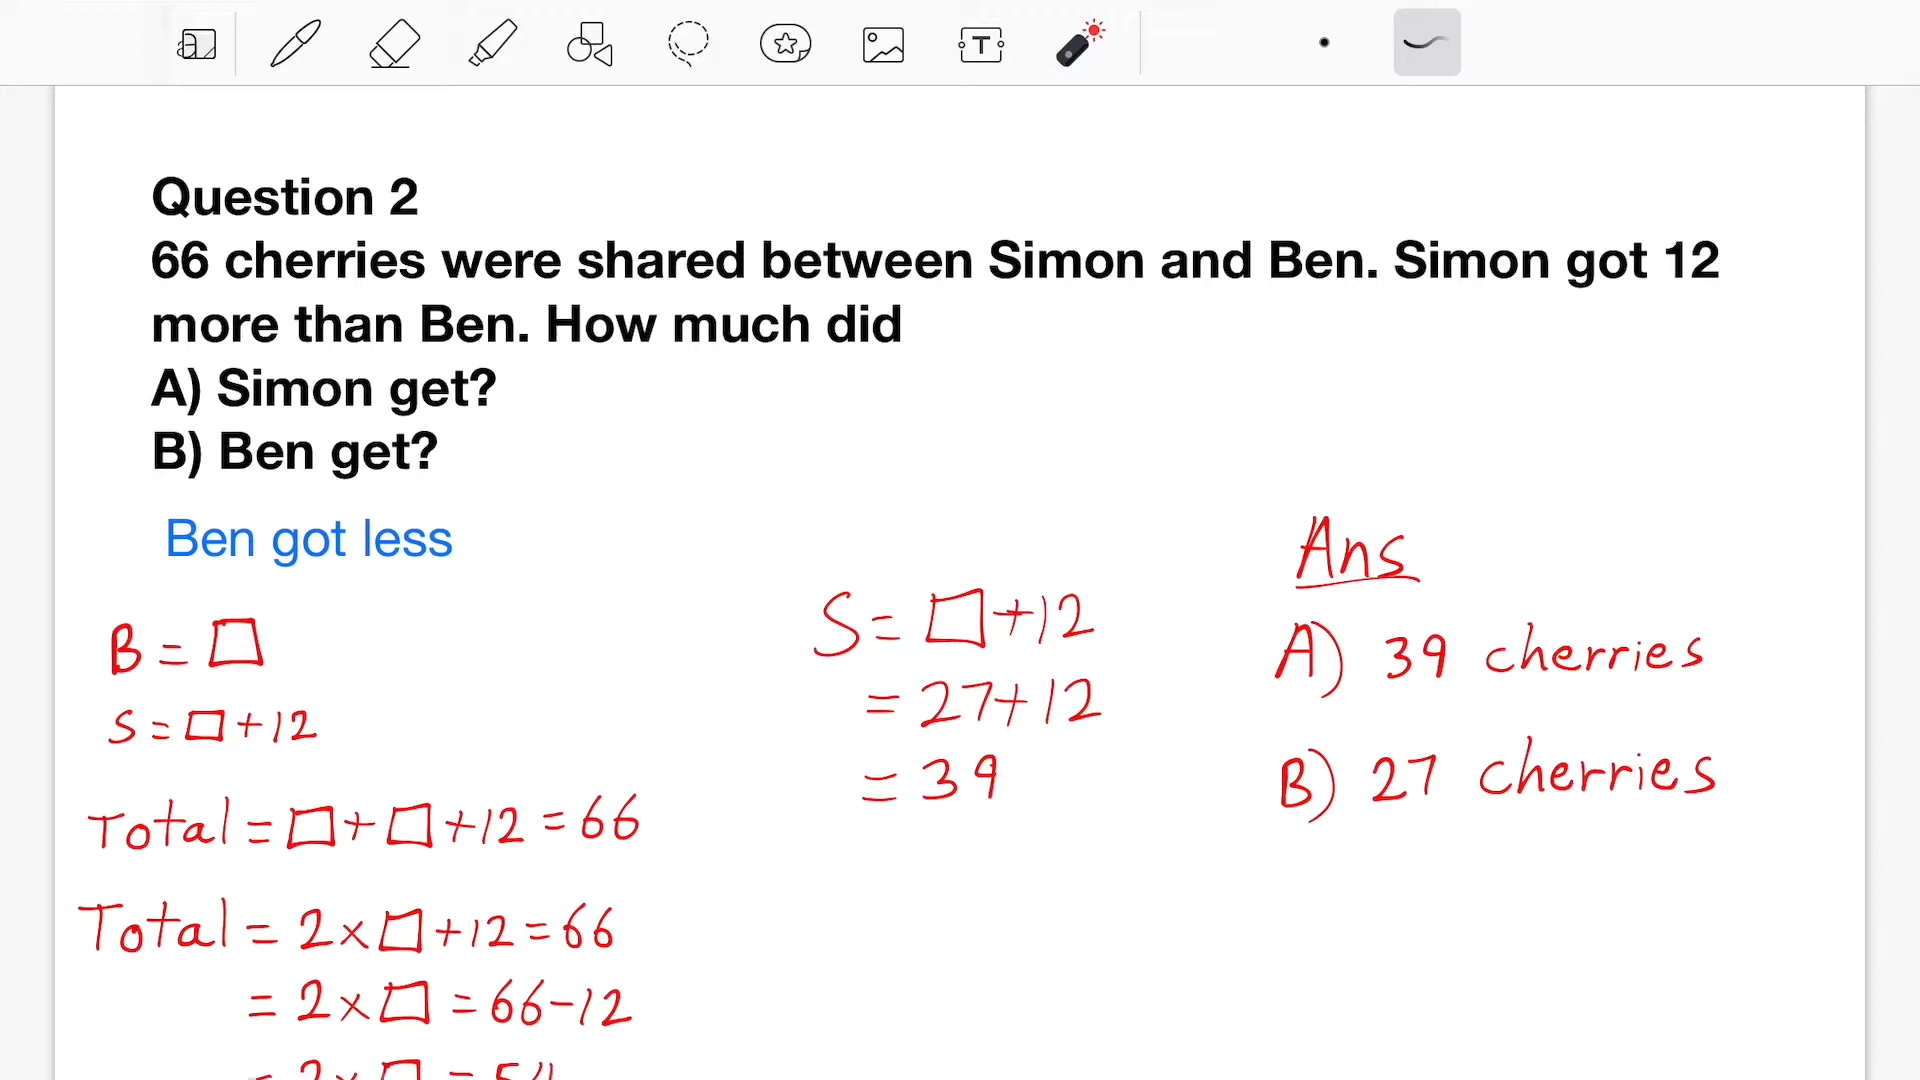 Question 2
66 cherries were shared between Simon and Ben. Simon got 12
more than Ben. How much did
A) Simon get?
B) Ben get?
Ben got less
B = □
S = □ + 12
Total = □ + □ + 12 = 66
Total = 2 × □ + 12 = 66
= 2 × □ = 66 - 12
= 2 × □ = 54
S = □ + 12
= 27 + 12
= 39
Ans
A) 39 cherries
B) 27 cherries